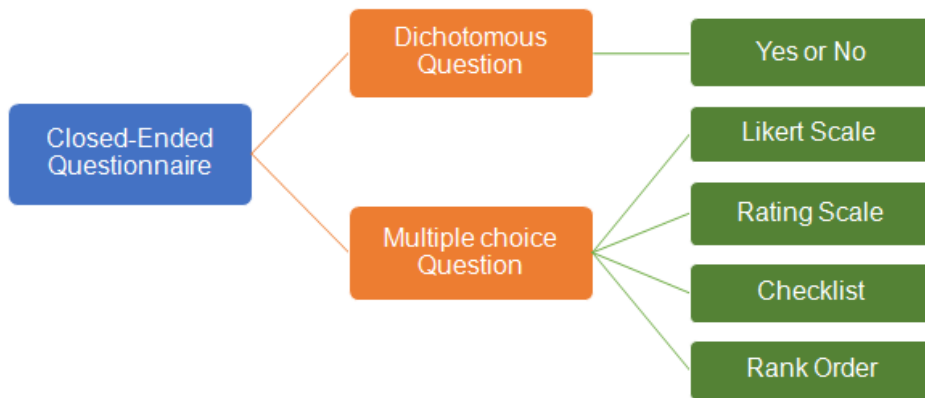 Closed-Ended
Questionnaire
Dichotomous
Question
Multiple choice
Question
Yes or No
Likert Scale
Rating Scale
Checklist
Rank Order